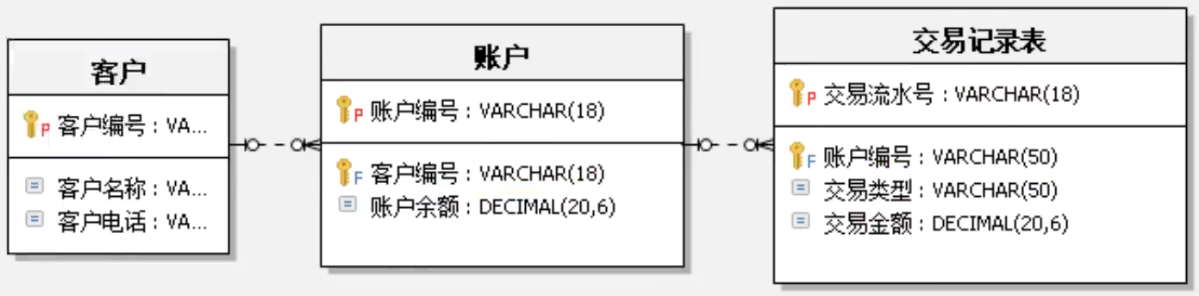 客户
P 客户编号 : VA...
客户名称 : VA...
客户电话 : VA...
账户
P 账户编号 : VARCHAR(18)
F 客户编号 : VARCHAR(18)
账户余额 : DECIMAL(20,6)
交易记录表
P 交易流水号 : VARCHAR(18)
F 账户编号 : VARCHAR(50)
交易类型 : VARCHAR(50)
交易金额 : DECIMAL(20,6)